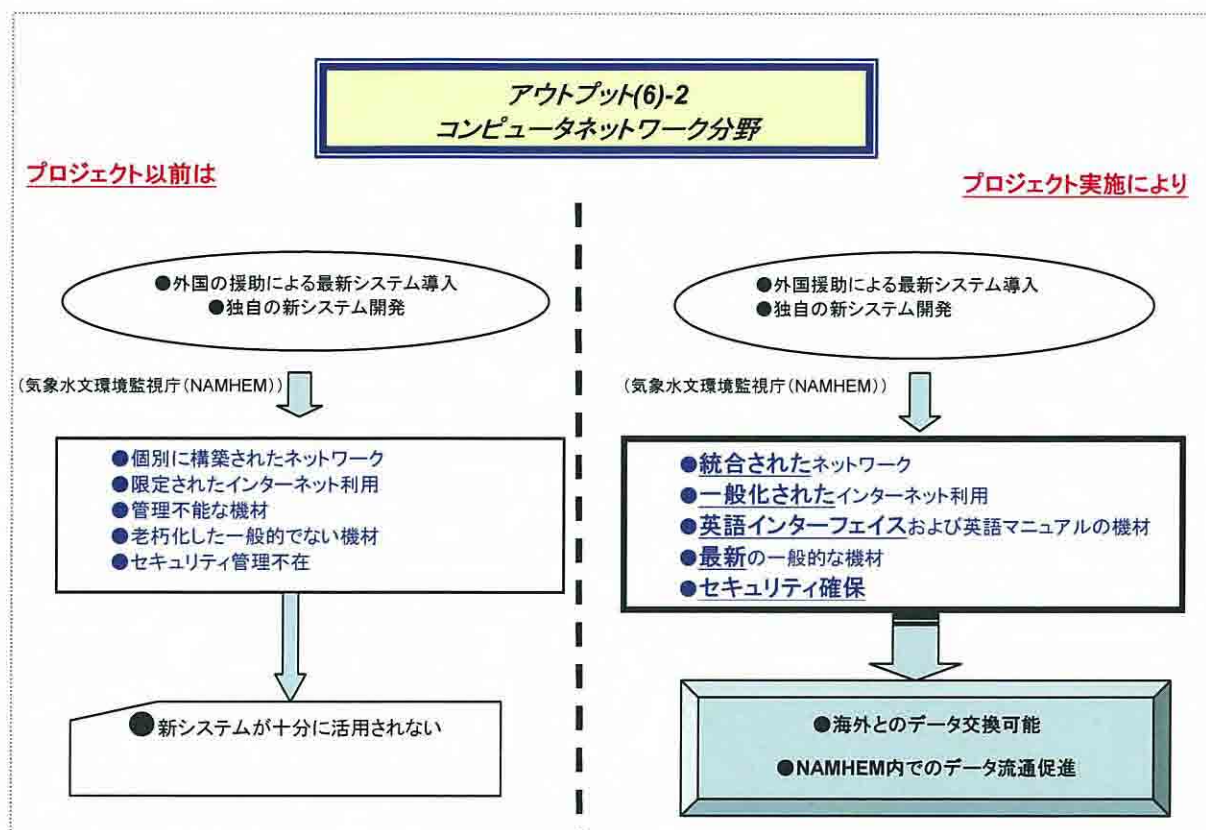 アウトプット(6)-2
コンピュータネットワーク分野
プロジェクト以前は
●外国の援助による最新システム導入
●独自の新システム開発
(気象水文環境監視庁(NAMHEM))
●個別に構築されたネットワーク
●限定されたインターネット利用
●管理不能な機材
●老朽化した一般的でない機材
●セキュリティ管理不在
●新システムが十分に活用されない
プロジェクト実施により
●外国援助による最新システム導入
●独自の新システム開発
(気象水文環境監視庁(NAMHEM))
●統合されたネットワーク
●一般化されたインターネット利用
●英語インターフェイスおよび英語マニュアルの機材
●最新の一般的な機材
●セキュリティ確保
●海外とのデータ交換可能
●NAMHEM内でのデータ流通促進